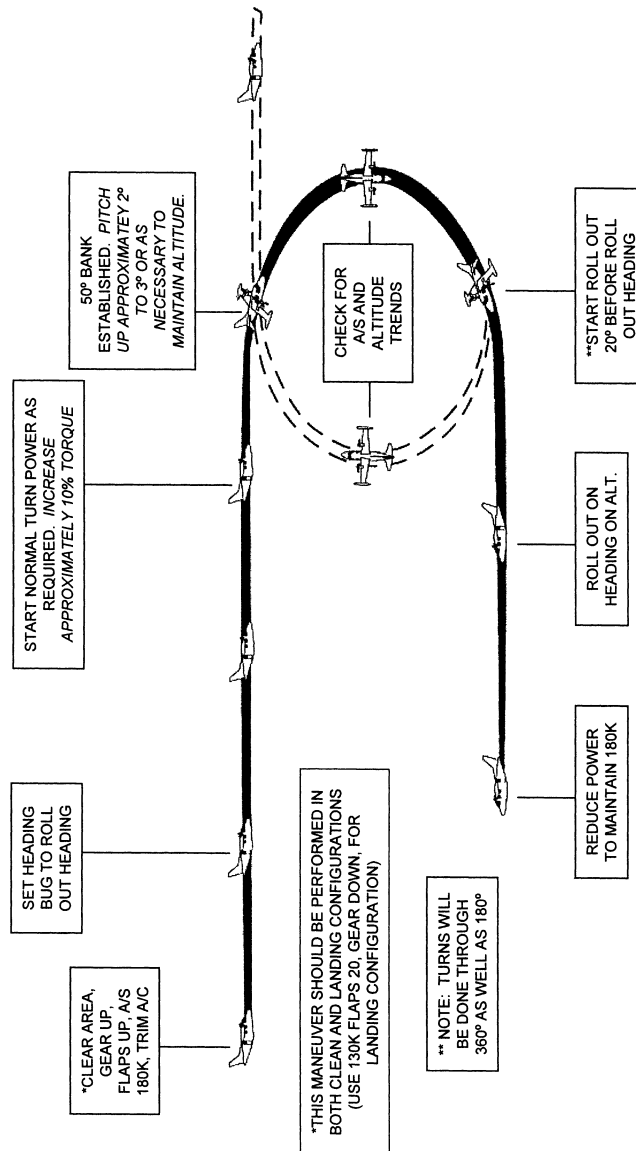 *CLEAR AREA,
GEAR UP,
FLAPS UP, A/S
180K, TRIM A/C
SET HEADING
BUG TO ROLL
OUT HEADING
START NORMAL TURN POWER AS
REQUIRED. INCREASE
APPROXIMATELY 10% TORQUE
50º BANK
ESTABLISHED. PITCH
UP APPROXIMATEY 2º
TO 3º OR AS
NECESSARY TO
MAINTAIN ALTITUDE.
CHECK FOR
A/S AND
ALTITUDE
TRENDS
**START ROLL OUT
20º BEFORE ROLL
OUT HEADING
ROLL OUT ON
HEADING ON ALT.
REDUCE POWER
TO MAINTAIN 180K
*THIS MANEUVER SHOULD BE PERFORMED IN
BOTH CLEAN AND LANDING CONFIGURATIONS
(USE 130K FLAPS 20, GEAR DOWN, FOR
LANDING CONFIGURATION)
** NOTE: TURNS WILL
BE DONE THROUGH
360º AS WELL AS 180º